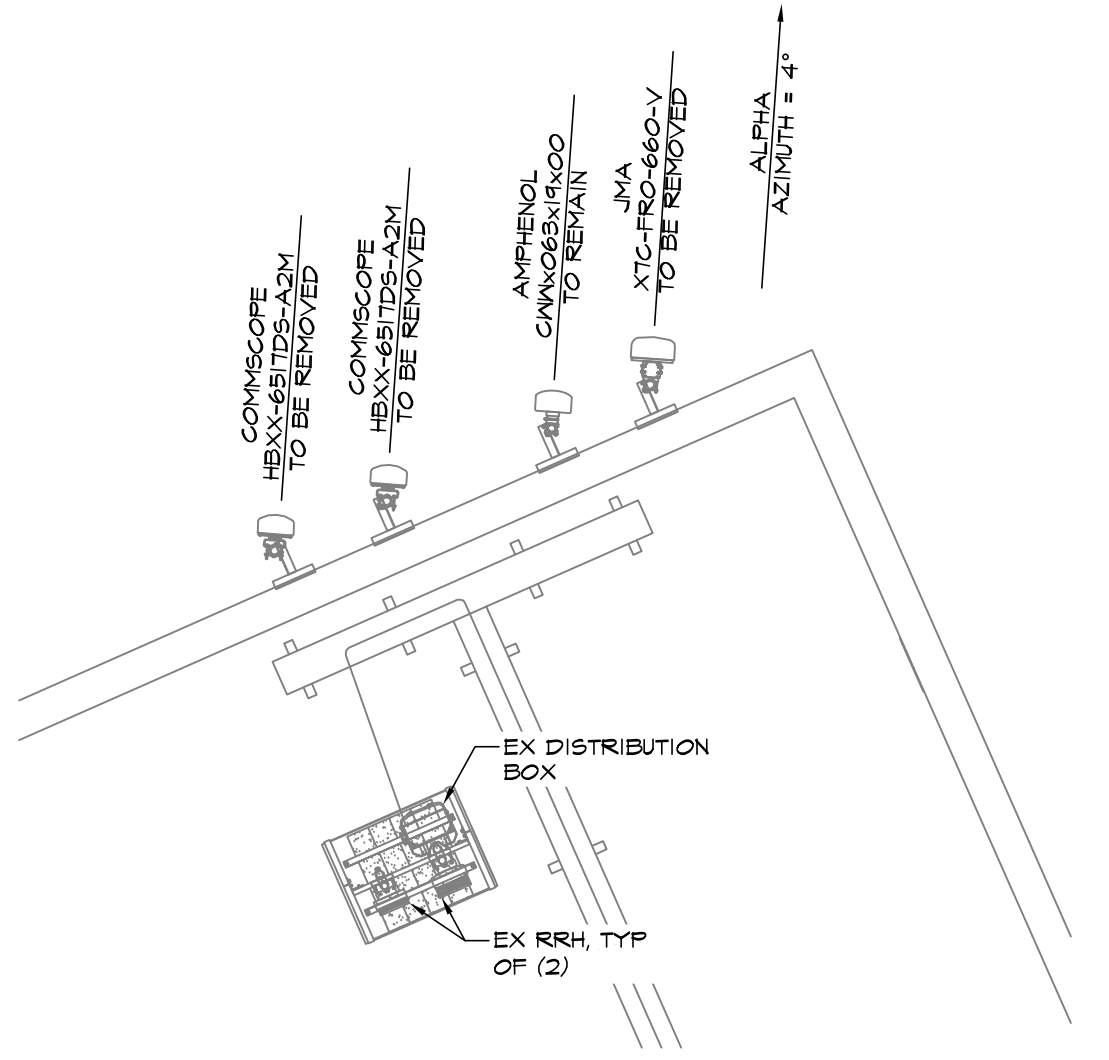 COMMSCOPE
HBXX-6517DS-A2M
TO BE REMOVED
COMMSCOPE
HBXX-6517DS-A2M
TO BE REMOVED
AMPHENOL
CWWX063X19X00
TO REMAIN
JMA
X7C-FRO-660-V
TO BE REMOVED
ALPHA
AZIMUTH = 4°
EX DISTRIBUTION
BOX
EX RRH, TYP
OF (2)